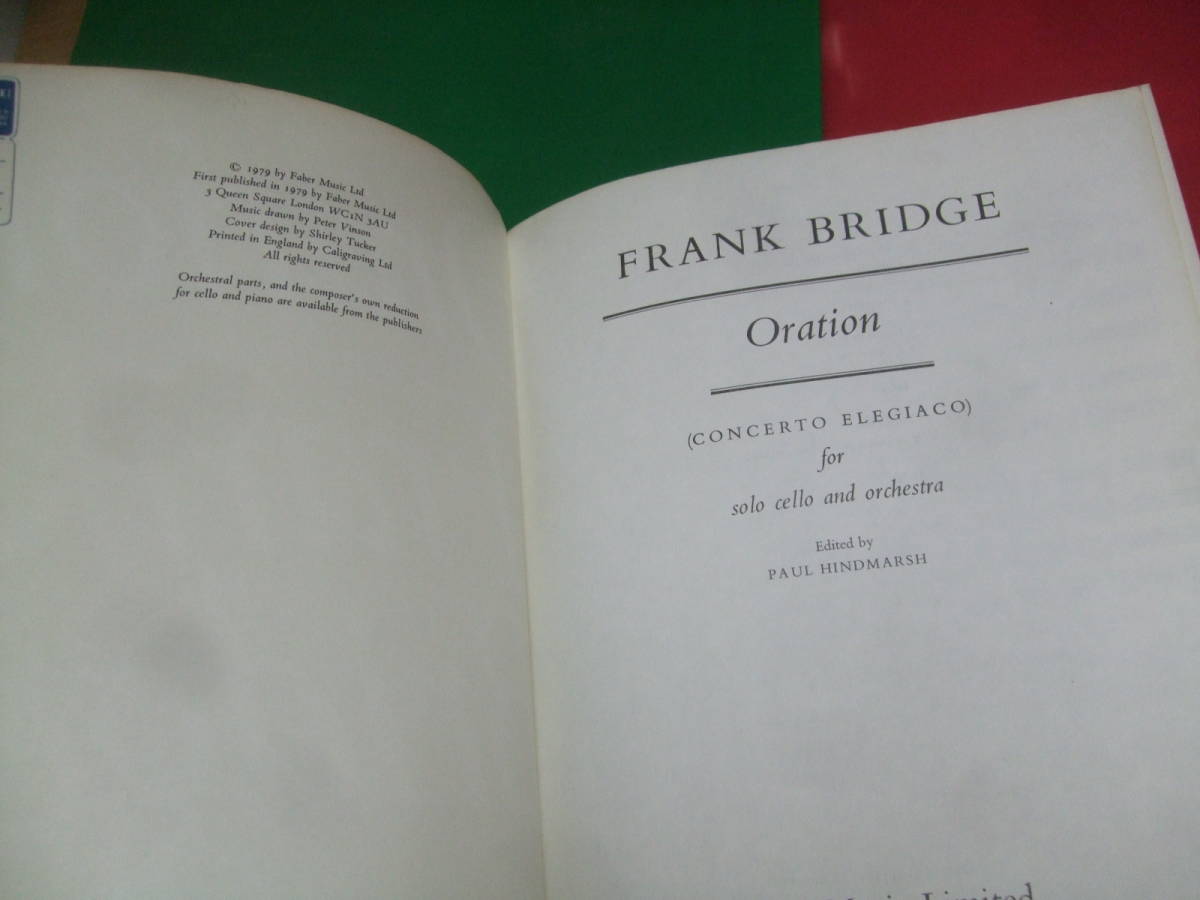 © 1979 by Faber Music Ltd
First published in 1979 by Faber Music Ltd
3 Queen Square London WC1N 3AU
Music drawn by Peter Vinson
Cover design by Shirley Tucker
Printed in England by Caligraving Ltd
All rights reserved
Orchestral parts, and the composer's own reduction
for cello and piano are available from the publishers
FRANK BRIDGE
Oration
(CONCERTO ELEGIACO)
for
solo cello and orchestra
Edited by
PAUL HINDMARSH
Limited